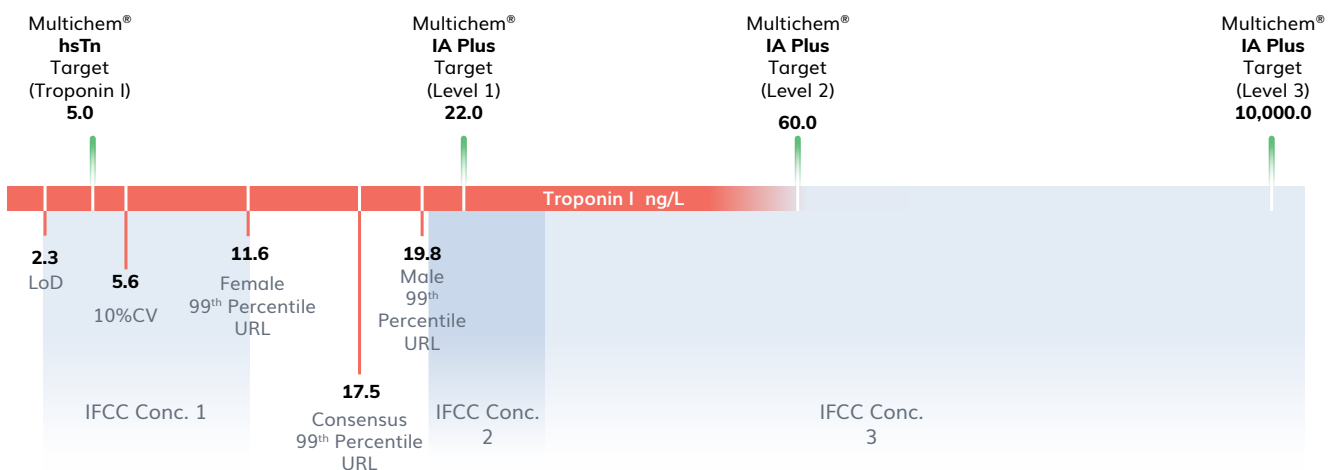 Multichem®
hsTn
Target
(Troponin I)
5.0
Multichem®
IA Plus
Target
(Level 1)
22.0
Multichem®
IA Plus
Target
(Level 2)
60.0
Multichem®
IA Plus
Target
(Level 3)
10,000.0
Troponin I ng/L
2.3
LoD
5.6
10%CV
11.6
Female
99th Percentile
URL
17.5
Consensus
99th Percentile
URL
19.8
Male
99th
Percentile
URL
IFCC Conc. 1
IFCC Conc.
2
IFCC Conc.
3